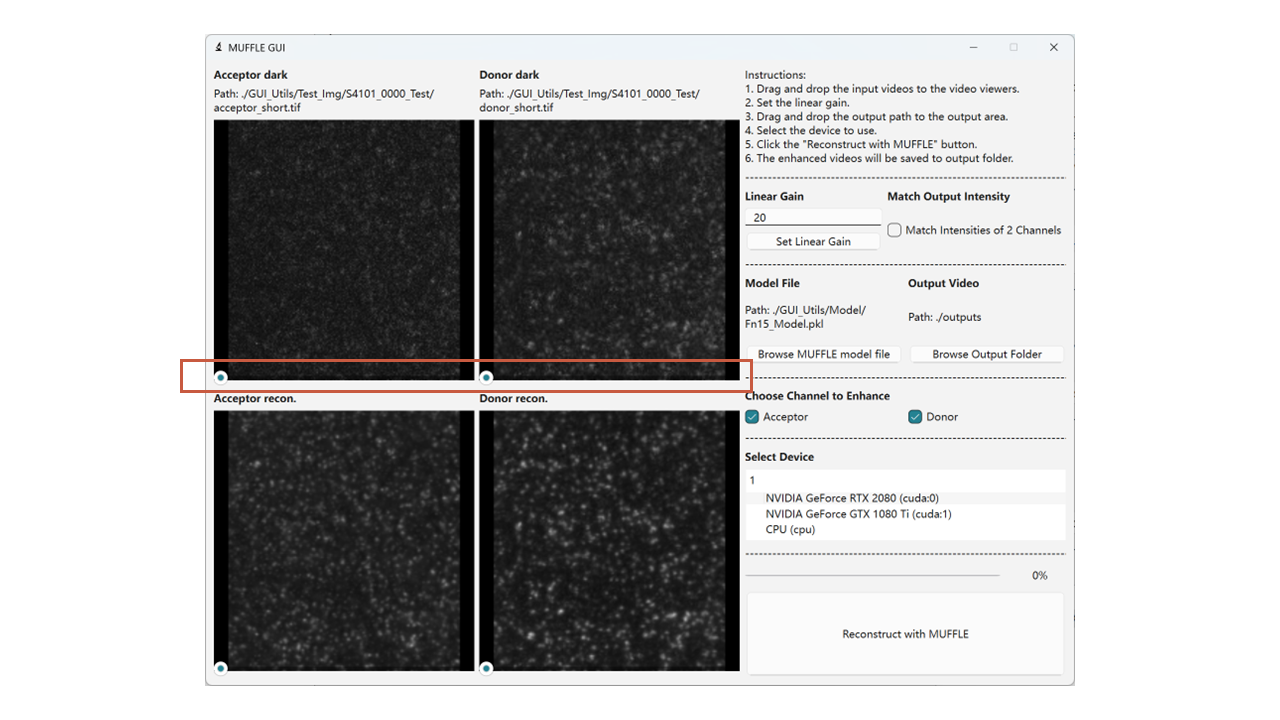 MUFFLE GUI
Acceptor dark
Path: ./GUI_Utils/Test_Img/S4101_0000_Test/
acceptor_short.tif
Donor dark
Path: ./GUI_Utils/Test_Img/S4101_0000_Test/
donor_short.tif
Acceptor recon.
Donor recon.
Instructions:
1. Drag and drop the input videos to the video viewers.
2. Set the linear gain.
3. Drag and drop the output path to the output area.
4. Select the device to use.
5. Click the "Reconstruct with MUFFLE" button.
6. The enhanced videos will be saved to output folder.
Linear Gain
20
Set Linear Gain
Match Output Intensity
Match Intensities of 2 Channels
Model File
Path: ./GUI_Utils/Model/
Fn15_Model.pkl
Browse MUFFLE model file
Output Video
Path: ./outputs
Browse Output Folder
Choose Channel to Enhance
Acceptor
Donor
Select Device
1
NVIDIA GeForce RTX 2080 (cuda:0)
NVIDIA GeForce GTX 1080 Ti (cuda:1)
CPU (cpu)
0%
Reconstruct with MUFFLE